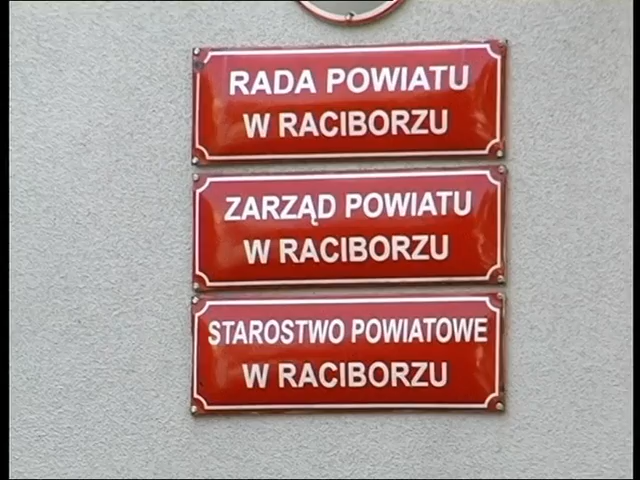 RADA POWIATU
W RACIBORZU
ZARZĄD POWIATU
W RACIBORZU
STAROSTWO POWIATOWE
W RACIBORZU